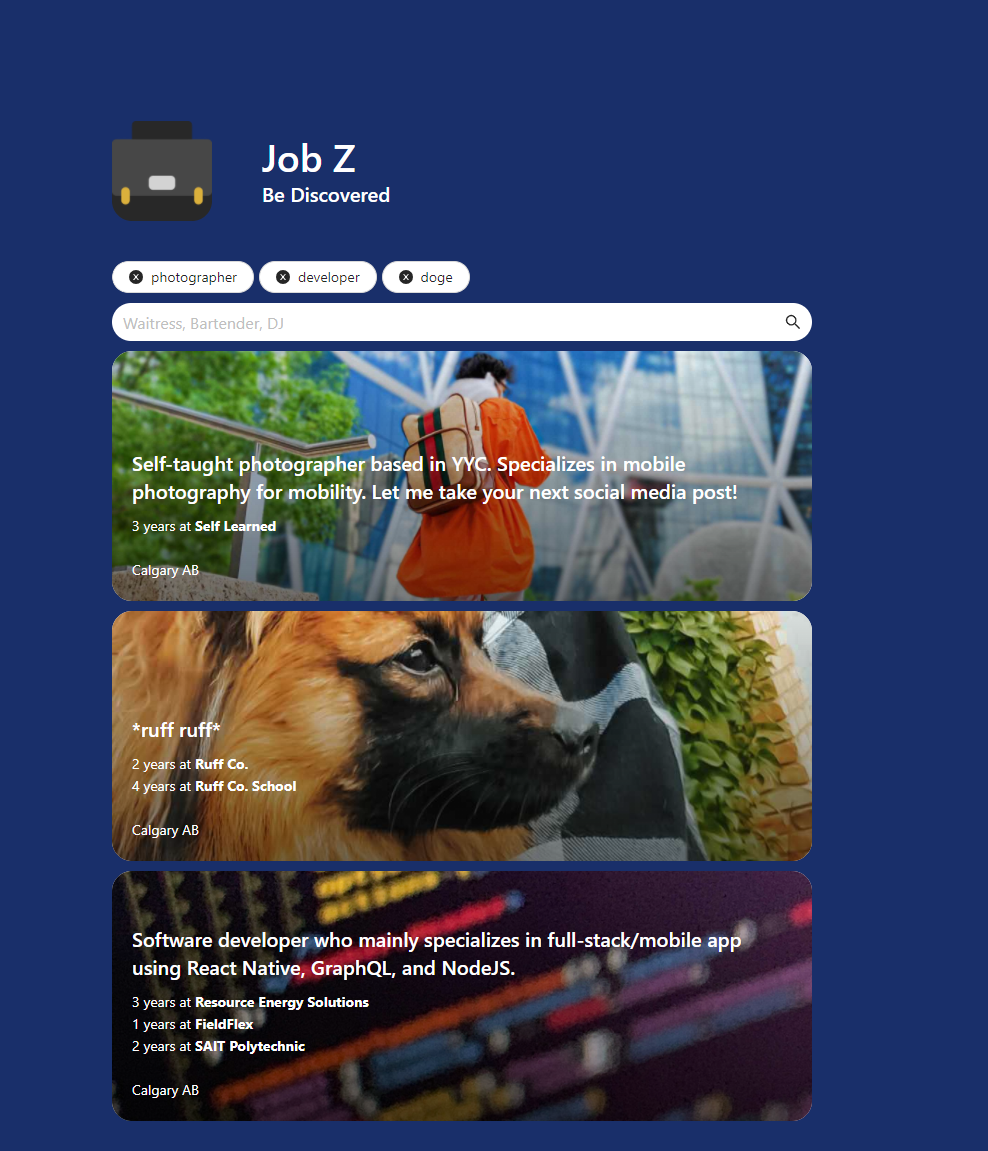 Job Z
Be Discovered
x photographer x developer x doge
Waitress, Bartender, DJ
Self-taught photographer based in YYC. Specializes in mobile
photography for mobility. Let me take your next social media post!
3 years at Self Learned
Calgary AB
*ruff ruff*
2 years at Ruff Co.
4 years at Ruff Co. School
Calgary AB
Software developer who mainly specializes in full-stack/mobile app
using React Native, GraphQL, and NodeJS.
3 years at Resource Energy Solutions
1 years at FieldFlex
2 years at SAIT Polytechnic
Calgary AB